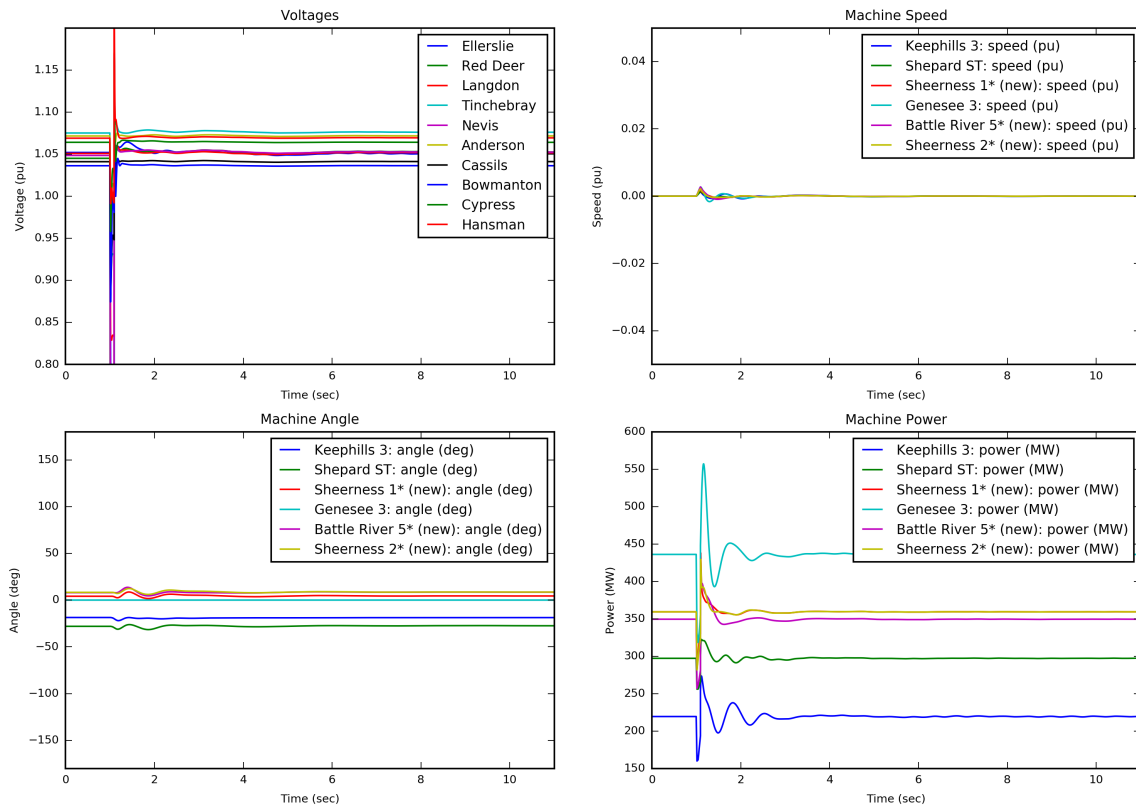 Voltages
1.15
1.10
1.05
1.00
0.95
0.90
0.85
0.80
Voltage (pu)
0 2 4 6 8 10
Time (sec)
Ellerslie
Red Deer
Langdon
Tinchebray
Nevis
Anderson
Cassils
Bowmanton
Cypress
Hansman
Machine Speed
0.04
0.02
0.00
−0.02
−0.04
Speed (pu)
0 2 4 6 8 10
Time (sec)
Keephills 3: speed (pu)
Shepard ST: speed (pu)
Sheerness 1* (new): speed (pu)
Genesee 3: speed (pu)
Battle River 5* (new): speed (pu)
Sheerness 2* (new): speed (pu)
Machine Angle
150
100
50
0
−50
−100
−150
Angle (deg)
0 2 4 6 8 10
Time (sec)
Keephills 3: angle (deg)
Shepard ST: angle (deg)
Sheerness 1* (new): angle (deg)
Genesee 3: angle (deg)
Battle River 5* (new): angle (deg)
Sheerness 2* (new): angle (deg)
Machine Power
600
550
500
450
400
350
300
250
200
150
Power (MW)
0 2 4 6 8 10
Time (sec)
Keephills 3: power (MW)
Shepard ST: power (MW)
Sheerness 1* (new): power (MW)
Genesee 3: power (MW)
Battle River 5* (new): power (MW)
Sheerness 2* (new): power (MW)